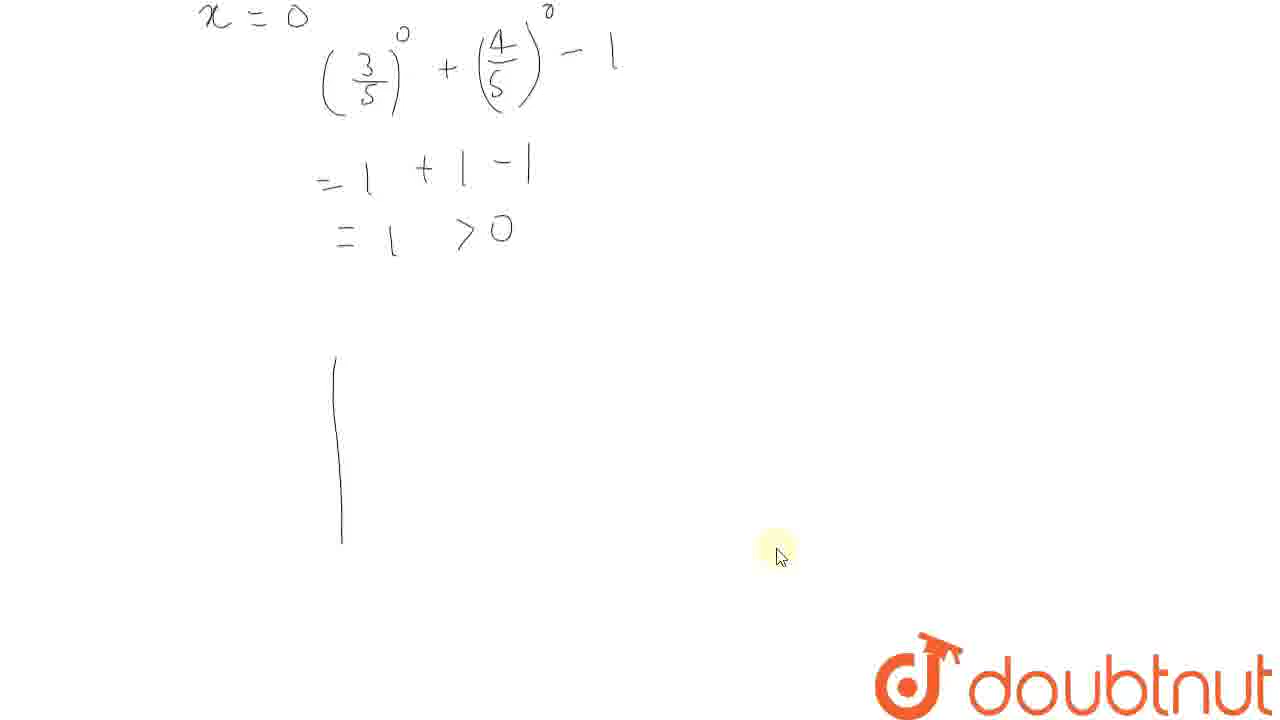 x = 0
(3/5)^0 + (4/5)^0 - 1
= 1 + 1 - 1
= 1 > 0
doubtnut